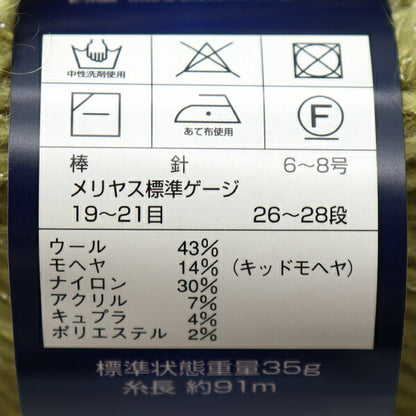 中性洗剤使用
あて布使用
F
棒 針 6～8号
メリヤス標準ゲージ
19～21目 26～28段
ウール 43%
モヘヤ 14% (キッドモヘヤ)
ナイロン 30%
アクリル 7%
キュプラ 4%
ポリエステル 2%
標準状態重量35g
糸長 約91m